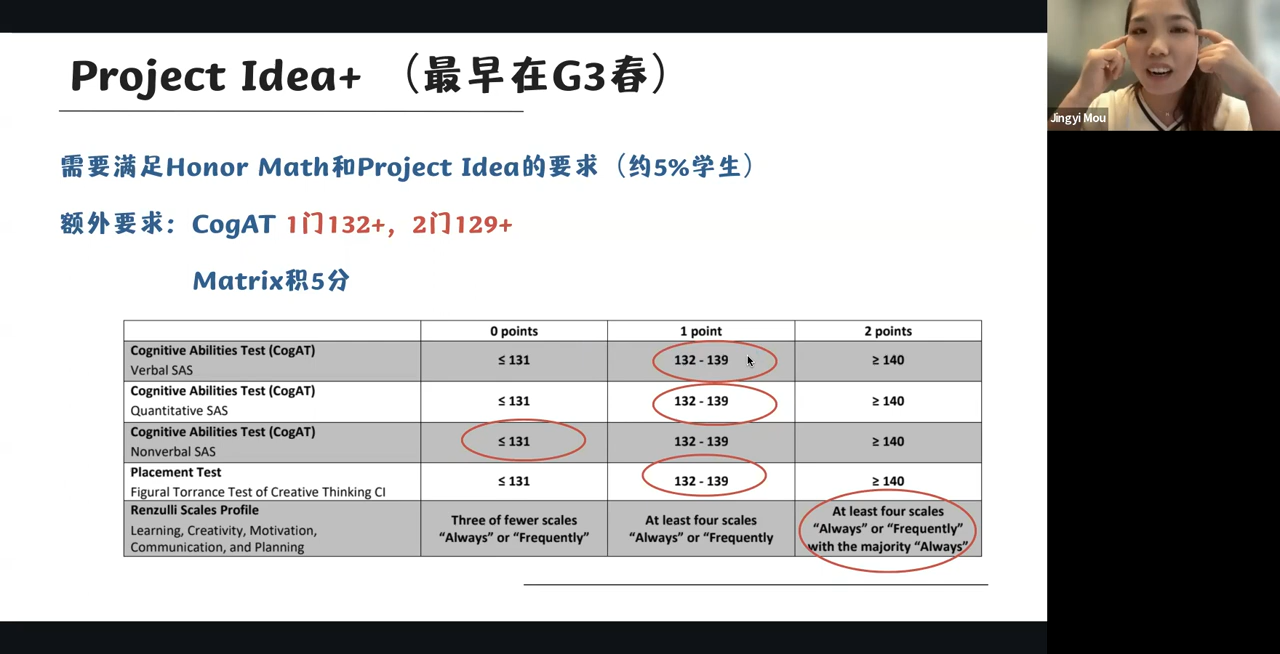 Project Idea+ （最早在G3春）
Jingyi Mou
需要满足Honor Math和Project Idea的要求（约5%学生）
额外要求：CogAT 1门132+，2门129+
Matrix积5分
0 points 1 point 2 points
Cognitive Abilities Test (CogAT)
Verbal SAS
≤ 131 132 - 139 ≥ 140
Cognitive Abilities Test (CogAT)
Quantitative SAS
≤ 131 132 - 139 ≥ 140
Cognitive Abilities Test (CogAT)
Nonverbal SAS
≤ 131 132 - 139 ≥ 140
Placement Test
Figural Torrance Test of Creative Thinking CI
≤ 131 132 - 139 ≥ 140
Renzulli Scales Profile
Learning, Creativity, Motivation,
Communication, and Planning
Three of fewer scales
“Always” or “Frequently”
At least four scales
“Always” or “Frequently
At least four scales
“Always” or “Frequently”
with the majority “Always”